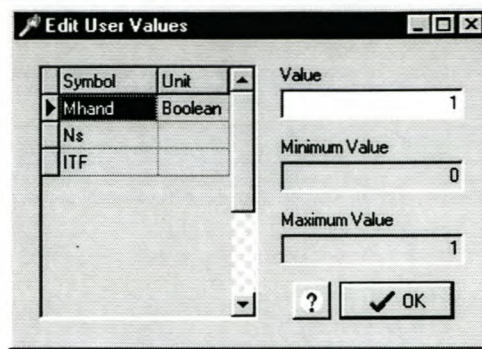 Edit User Values
Symbol Unit
Mhand Boolean
Ns
ITF
Value
1
Minimum Value
0
Maximum Value
1
? OK